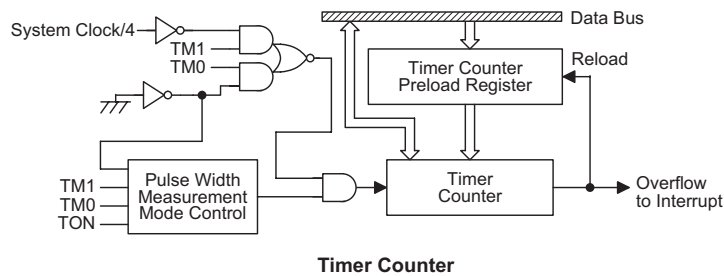 System Clock/4
TM1
TM0
Data Bus
Timer Counter
Preload Register
Reload
TM1
TM0
TON
Pulse Width
Measurement
Mode Control
Timer
Counter
Overflow
to Interrupt
Timer Counter